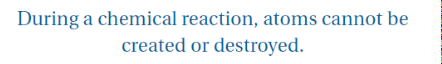 During a chemical reaction, atoms cannot be
created or destroyed.